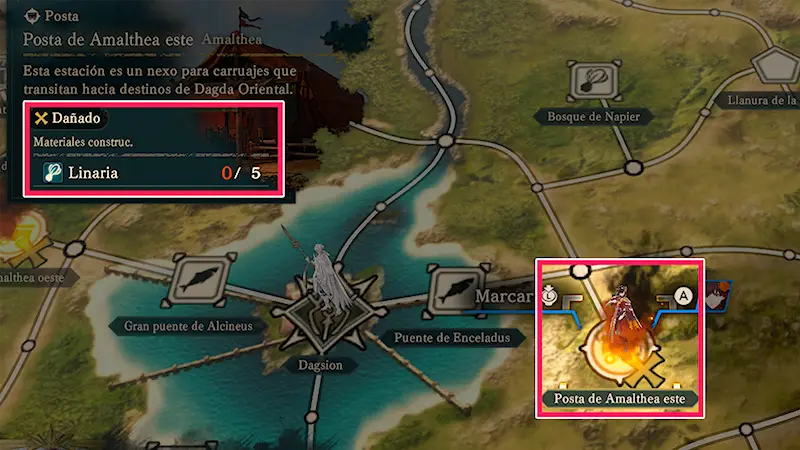 Posta
Posta de Amalthea este Amalthea
Esta estación es un nexo para carruajes que
transitan hacia destinos de Dagda Oriental.
Dañado
Materiales construc.
Linaria 0/ 5
Bosque de Napier
Llanura de la
althea oeste
Gran puente de Alcineus
Marcar
L
A
Puente de Enceladus
Dagsion
Posta de Amalthea este